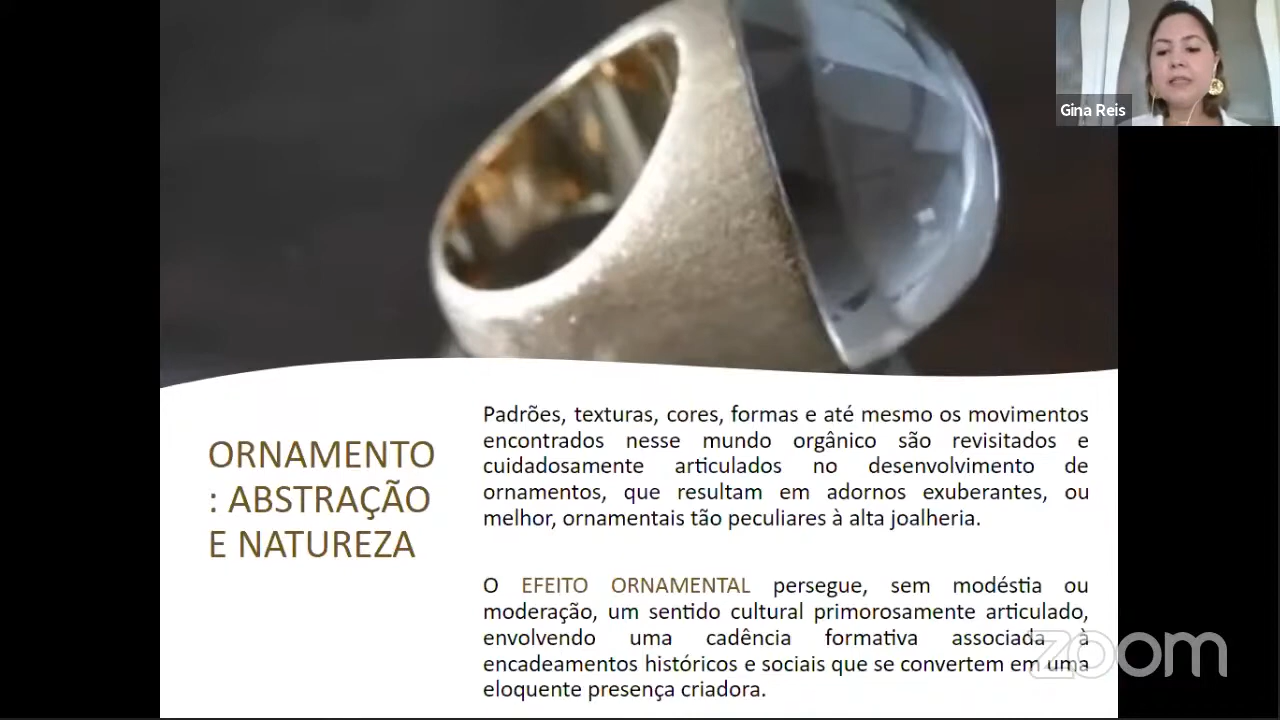 Gina Reis
ORNAMENTO
: ABSTRAÇÃO
E NATUREZA
Padrões, texturas, cores, formas e até mesmo os movimentos
encontrados nesse mundo orgânico são revisitados e
cuidadosamente articulados no desenvolvimento de
ornamentos, que resultam em adornos exuberantes, ou
melhor, ornamentais tão peculiares à alta joalheria.
O EFEITO ORNAMENTAL persegue, sem modéstia ou
moderação, um sentido cultural primorosamente articulado,
envolvendo uma cadência formativa associada à
encadeamentos históricos e sociais que se convertem em uma
eloquente presença criadora.
zoom